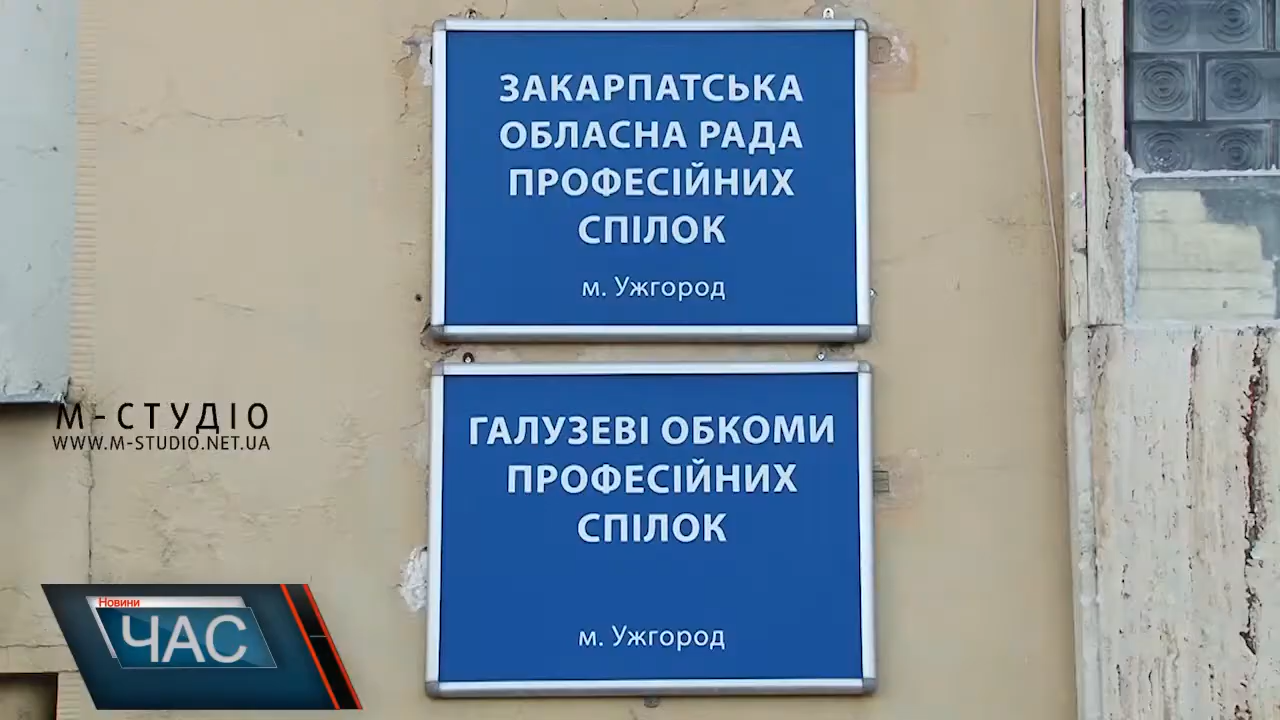 ЗАКАРПАТСЬКА
ОБЛАСНА РАДА
ПРОФЕСІЙНИХ
СПІЛОК
м. Ужгород
ГАЛУЗЕВІ ОБКОМИ
ПРОФЕСІЙНИХ
СПІЛОК
м. Ужгород
М-СТУДІО
WWW.M-STUDIO.NET.UA
Новини
ЧАС